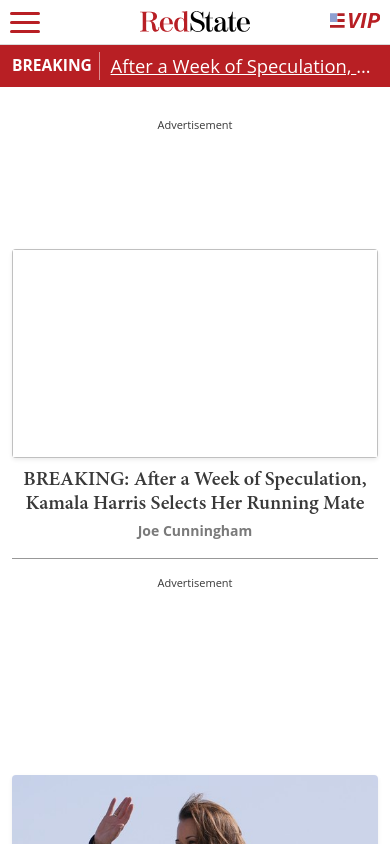 RedState
VIP
BREAKING
After a Week of Speculation, ...
Advertisement
BREAKING: After a Week of Speculation,
Kamala Harris Selects Her Running Mate
Joe Cunningham
Advertisement